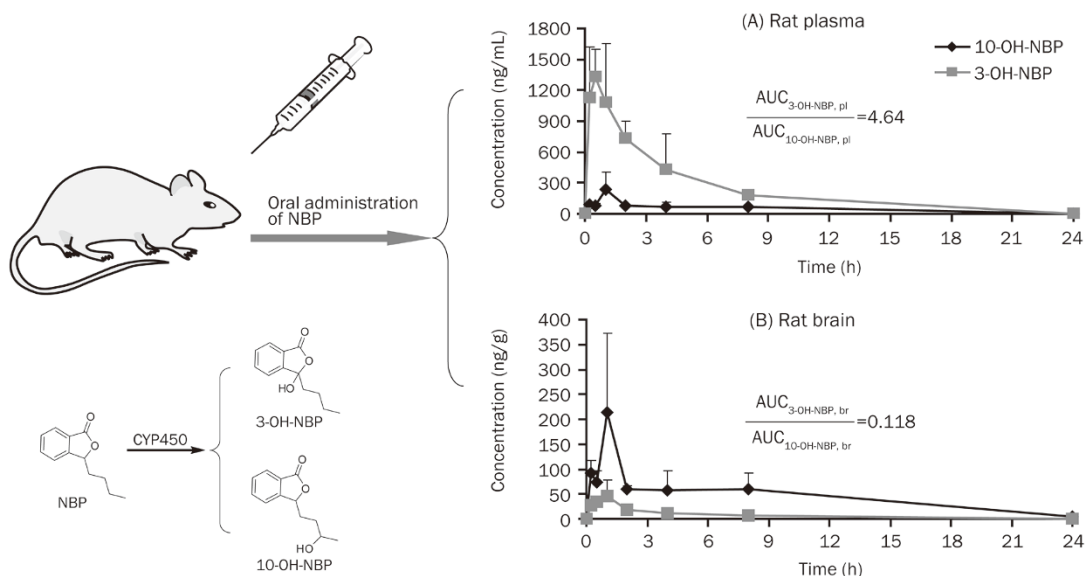 Oral administration
of NBP
CYP450
NBP
O
O
O
O
HO
3-OH-NBP
O
O
HO
10-OH-NBP
(A) Rat plasma
Concentration (ng/mL)
1800
1500
1200
900
600
300
0
0 3 6 9 12 15 18 21 24
Time (h)
10-OH-NBP
3-OH-NBP
AUC3-OH-NBP, pl
AUC10-OH-NBP, pl
=4.64
(B) Rat brain
Concentration (ng/g)
400
350
300
250
200
150
100
50
0
0 3 6 9 12 15 18 21 24
Time (h)
AUC3-OH-NBP, br
AUC10-OH-NBP, br
=0.118